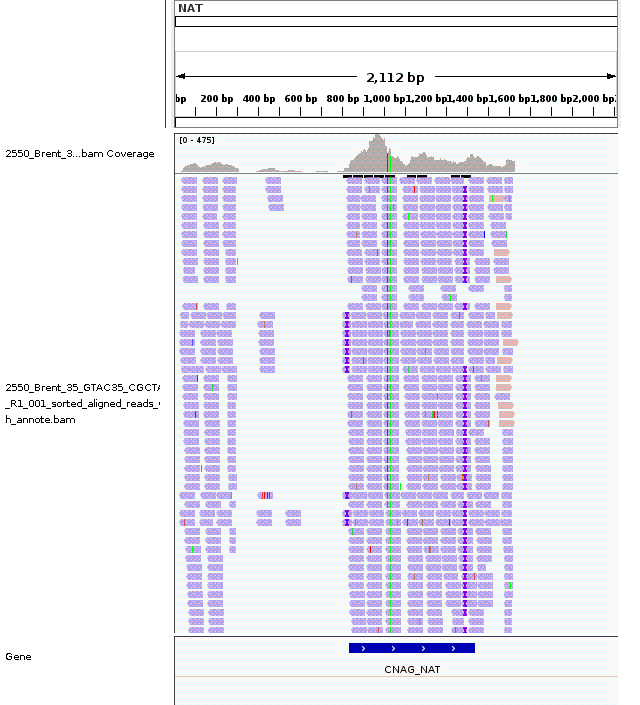 NAT
2,112 bp
bp 200 bp 400 bp 600 bp 800 bp 1,000 bp 1,200 bp 1,400 bp 1,600 bp 1,800 bp 2,000 bp
[0 - 475]
2550_Brent_3...bam Coverage
2550_Brent_35_GTAC35_CGCTA
_R1_001_sorted_aligned_reads_
h_annote.bam
Gene
CNAG_NAT